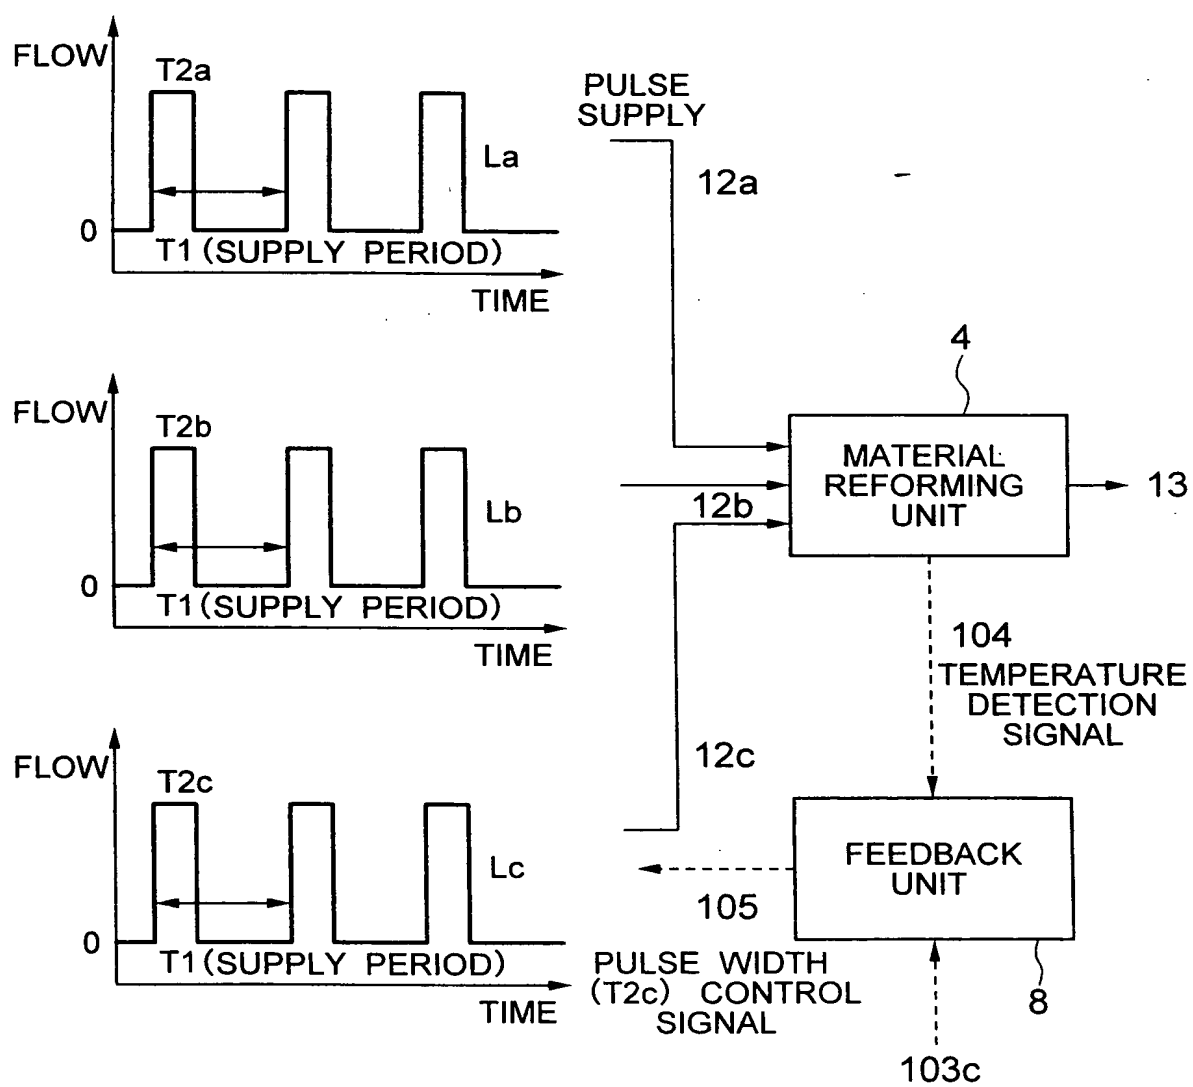 FLOW
T2a
La
0
T1 (SUPPLY PERIOD)
TIME
PULSE
SUPPLY
12a
FLOW
T2b
Lb
0
T1 (SUPPLY PERIOD)
TIME
12b
4
MATERIAL
REFORMING
UNIT
13
104
TEMPERATURE
DETECTION
SIGNAL
FLOW
T2c
Lc
0
T1 (SUPPLY PERIOD)
TIME
12c
105
PULSE WIDTH
(T2c) CONTROL
SIGNAL
FEEDBACK
UNIT
8
103c